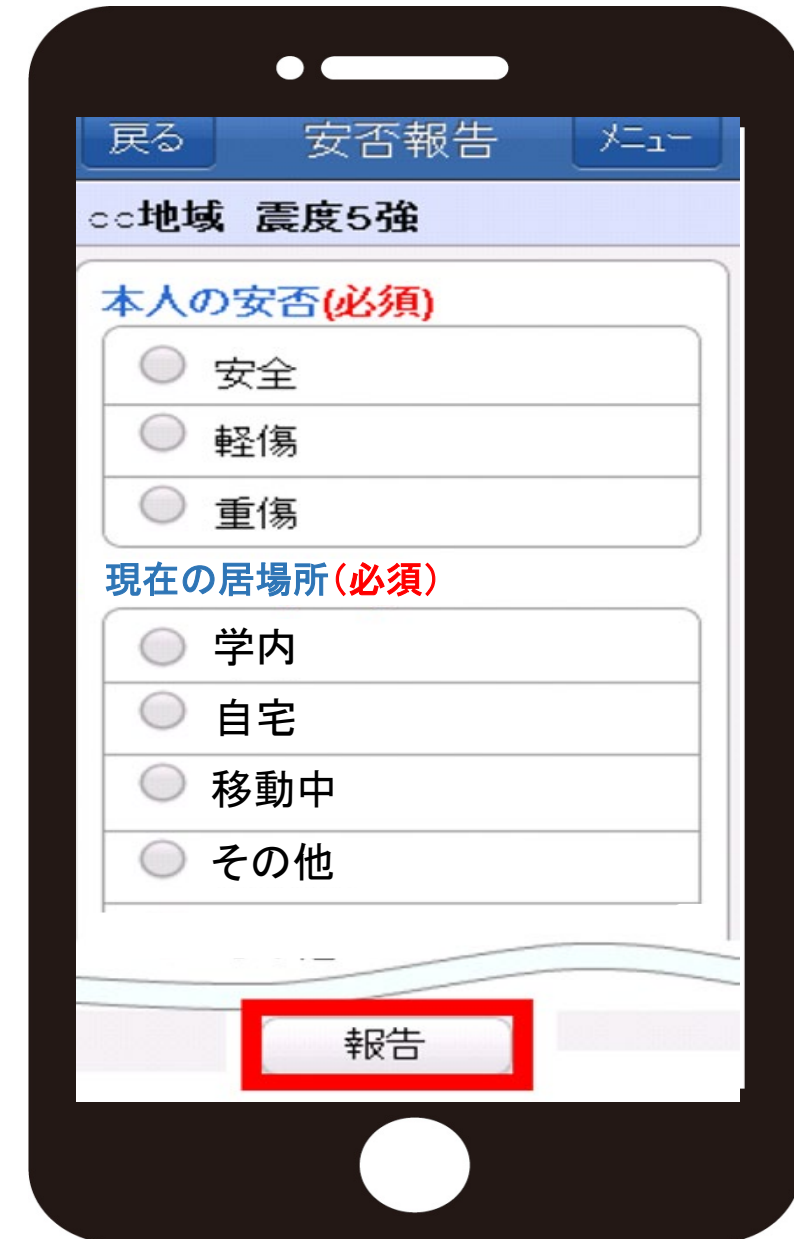 戻る 安否報告 メニュー
○○地域 震度5強
本人の安否(必須)
安全
軽傷
重傷
現在の居場所(必須)
学内
自宅
移動中
その他
報告